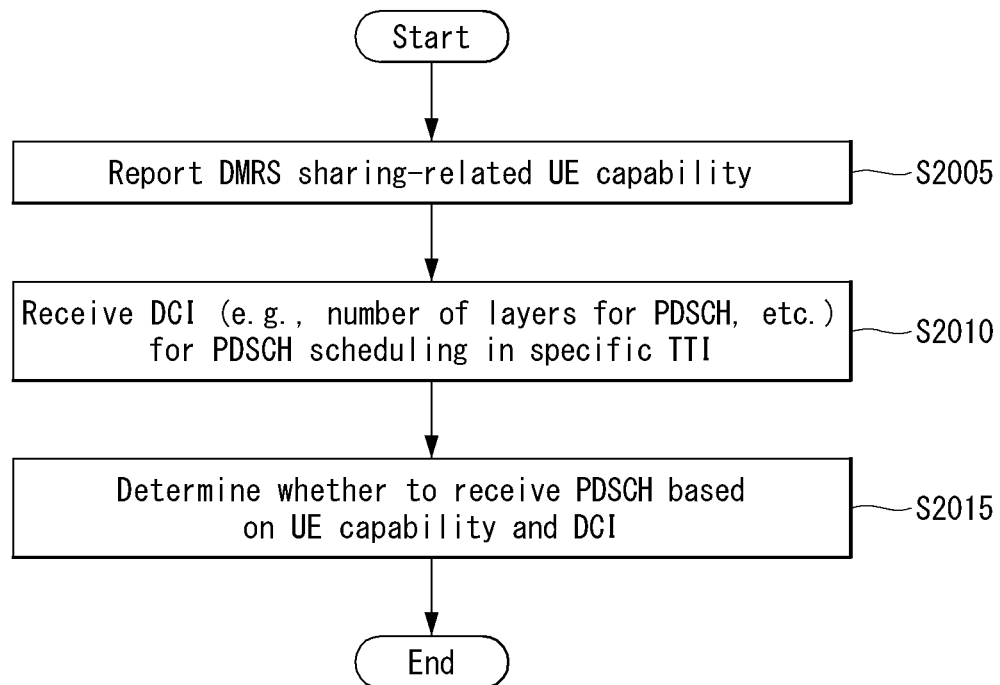 Start
Report DMRS sharing-related UE capability
S2005
Receive DCI (e.g., number of layers for PDSCH, etc.)
for PDSCH scheduling in specific TTI
S2010
Determine whether to receive PDSCH based
on UE capability and DCI
S2015
End